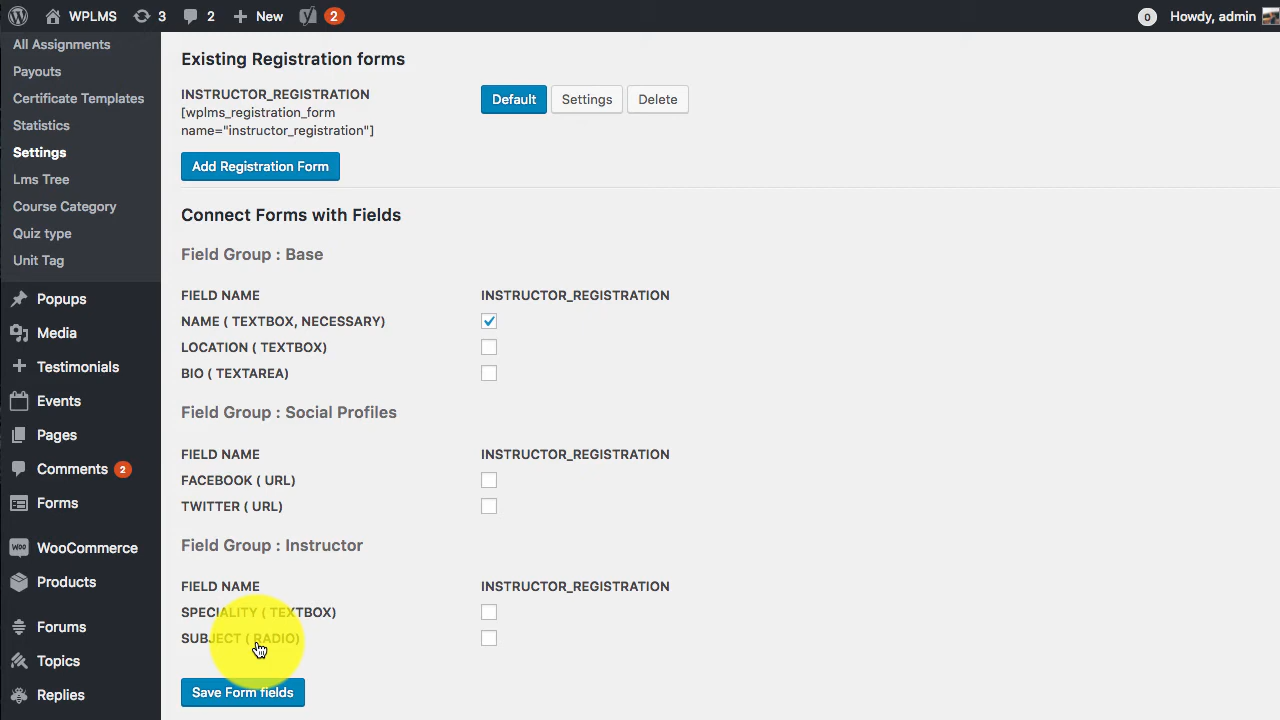 WPLMS 3 2 New 2 0 Howdy, admin
All Assignments
Payouts
Certificate Templates
Statistics
Settings
Lms Tree
Course Category
Quiz type
Unit Tag
Popups
Media
Testimonials
Events
Pages
Comments 2
Forms
WooCommerce
Products
Forums
Topics
Replies
Existing Registration forms
INSTRUCTOR_REGISTRATION
[wplms_registration_form
name="instructor_registration"]
Default Settings Delete
Add Registration Form
Connect Forms with Fields
Field Group : Base
FIELD NAME INSTRUCTOR_REGISTRATION
NAME ( TEXTBOX, NECESSARY)
LOCATION ( TEXTBOX)
BIO ( TEXTAREA)
Field Group : Social Profiles
FIELD NAME INSTRUCTOR_REGISTRATION
FACEBOOK ( URL)
TWITTER ( URL)
Field Group : Instructor
FIELD NAME INSTRUCTOR_REGISTRATION
SPECIALITY ( TEXTBOX)
SUBJECT ( RADIO)
Save Form fields